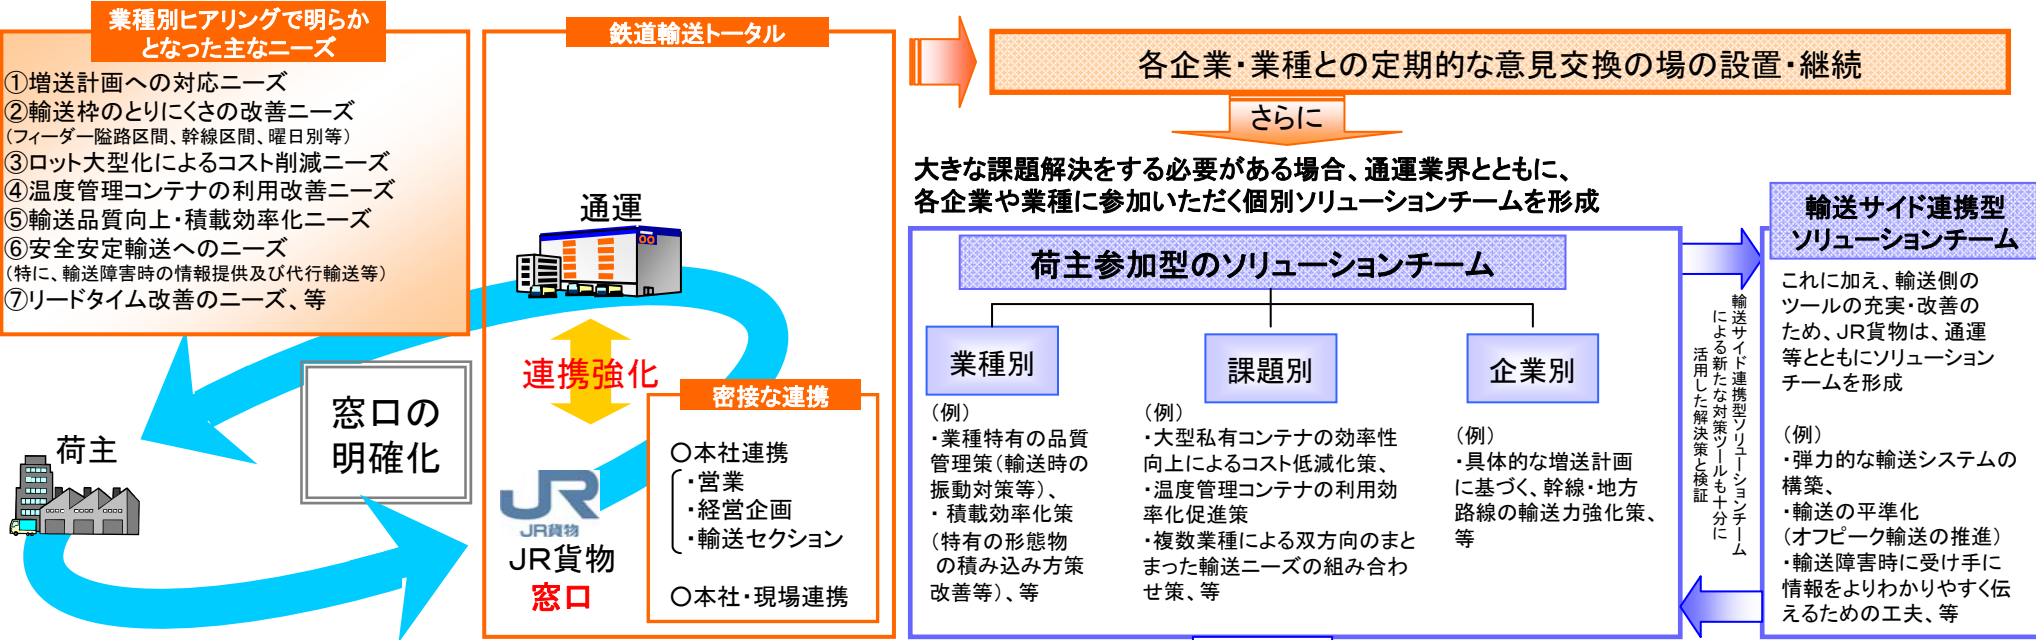 業種別ヒアリングで明らか
となった主なニーズ
①増送計画への対応ニーズ
②輸送枠のとりにくさの改善ニーズ
(フィーダー隘路区間、幹線区間、曜日別等)
③ロット大型化によるコスト削減ニーズ
④温度管理コンテナの利用改善ニーズ
⑤輸送品質向上・積載効率化ニーズ
⑥安全安定輸送へのニーズ
(特に、輸送障害時の情報提供及び代行輸送等)
⑦リードタイム改善のニーズ、等
荷主
窓口の
明確化
鉄道輸送トータル
通運
連携強化
JR
JR貨物
JR貨物
窓口
密接な連携
〇本社連携
・営業
・経営企画
・輸送セクション
〇本社・現場連携
各企業・業種との定期的な意見交換の場の設置・継続
さらに
大きな課題解決をする必要がある場合、通運業界とともに、
各企業や業種に参加いただく個別ソリューションチームを形成
荷主参加型のソリューションチーム
業種別
(例)
・業種特有の品質
管理策(輸送時の
振動対策等)、
・積載効率化策
(特有の形態物
の積み込み方策
改善等)、等
課題別
(例)
・大型私有コンテナの効率性
向上によるコスト低減化策、
・温度管理コンテナの利用効
率化促進策
・複数業種による双方向のまと
まった輸送ニーズの組み合わ
せ策、等
企業別
(例)
・具体的な増送計画
に基づく、幹線・地方
路線の輸送力強化策、
等
輸送サイド連携型ソリューションチーム
による新たな対策ツールも十分に
活用した解決策と検証
輸送サイド連携型
ソリューションチーム
これに加え、輸送側の
ツールの充実・改善の
ため、JR貨物は、通運
等とともにソリューション
チームを形成
(例)
・弾力的な輸送システムの
構築、
・輸送の平準化
(オフピーク輸送の推進)
・輸送障害時に受け手に
情報をよりわかりやすく伝
えるための工夫、等